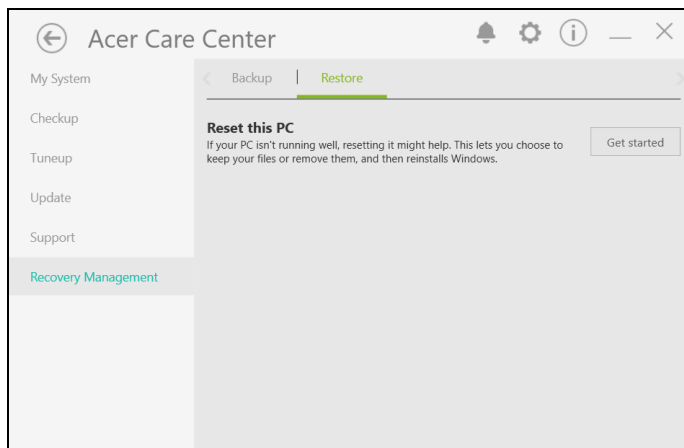 Acer Care Center
My System
Checkup
Tuneup
Update
Support
Recovery Management
Backup
Restore
Reset this PC
If your PC isn't running well, resetting it might help. This lets you choose to
keep your files or remove them, and then reinstalls Windows.
Get started